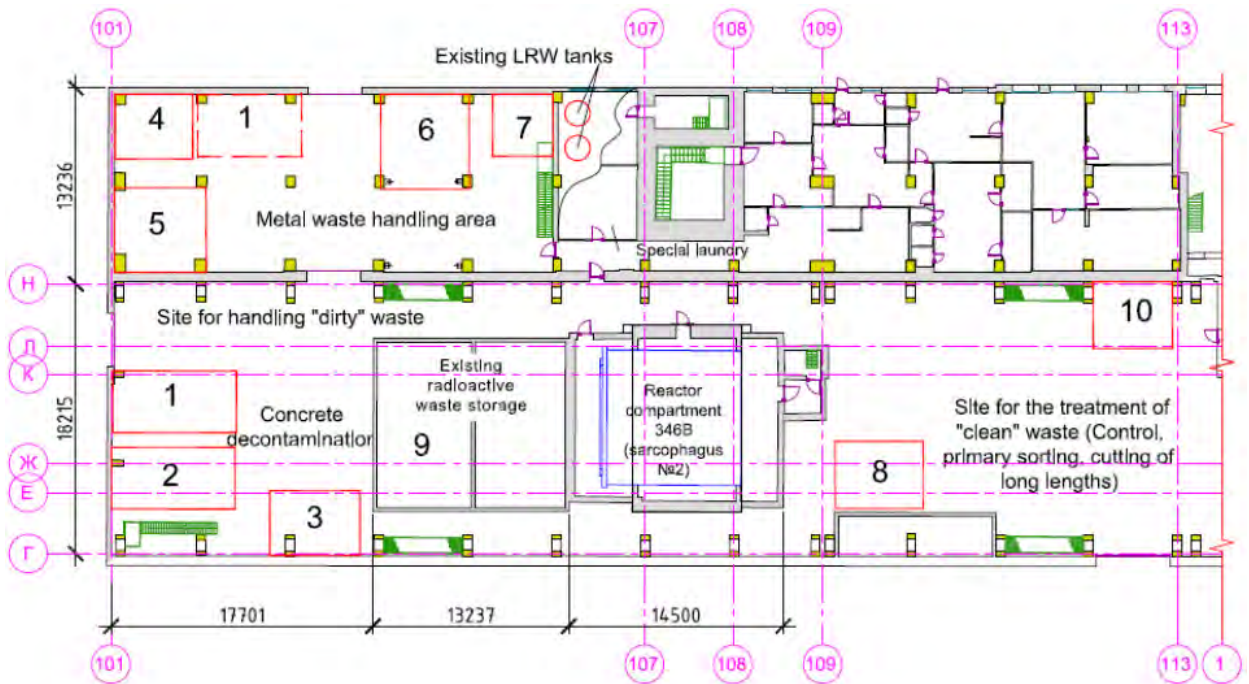 101
107
108
109
113
Existing LRW tanks
4
1
6
7
13236
5
Metal waste handling area
Special laundry
Н
Site for handling "dirty" waste
10
Л
К
Existing
radioactive
waste storage
1
Concrete
decontamination
Reactor
compartment
346В
(sarcophagus
№2)
Site for the treatment of
"clean" waste (Control,
primary sorting, cutting of
long lengths)
18215
9
Ж
2
8
Е
3
Г
17701
13237
14500
101
107
108
109
113
1